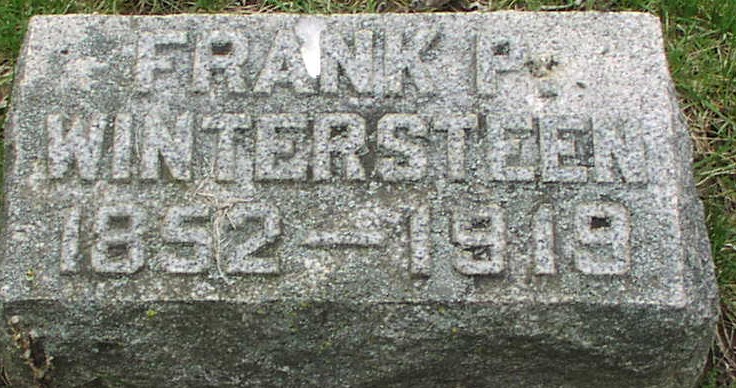 FRANK P.
WINTERSTEEN
1852-1919